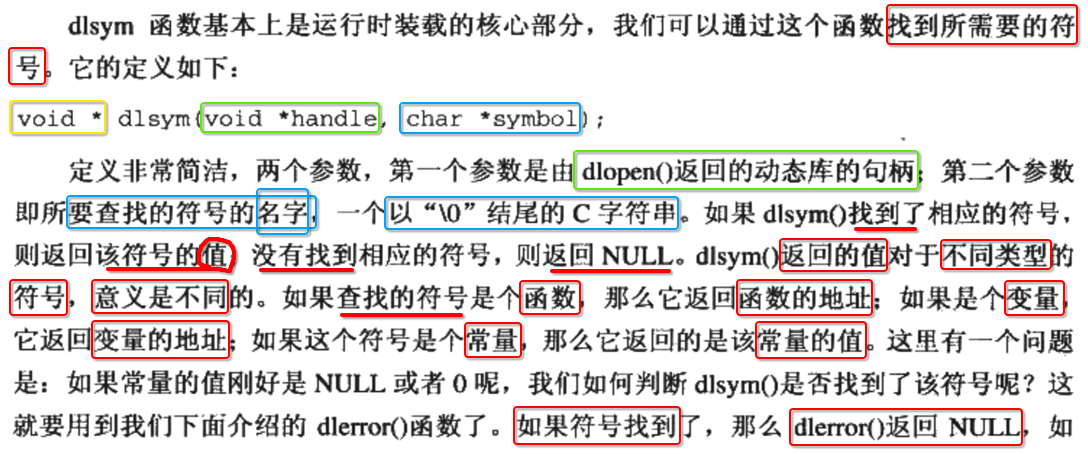 dlsym 函数基本上是运行时装载的核心部分，我们可以通过这个函数找到所需要的符
号。它的定义如下：
void * dlsym(void *handle, char *symbol);
定义非常简洁，两个参数，第一个参数是由 dlopen()返回的动态库的句柄；第二个参数
即所要查找的符号的名字，一个以“\0”结尾的 C 字符串。如果 dlsym()找到了相应的符号，
则返回该符号的值；没有找到相应的符号，则返回 NULL。dlsym()返回的值对于不同类型的
符号，意义是不同的。如果查找的符号是个函数，那么它返回函数的地址；如果是个变量，
它返回变量的地址；如果这个符号是个常量，那么它返回的是该常量的值。这里有一个问题
是：如果常量的值刚好是 NULL 或者 0 呢，我们如何判断 dlsym()是否找到了该符号呢？这
就要用到我们下面介绍的 dlerror()函数了。如果符号找到了，那么 dlerror()返回 NULL，如